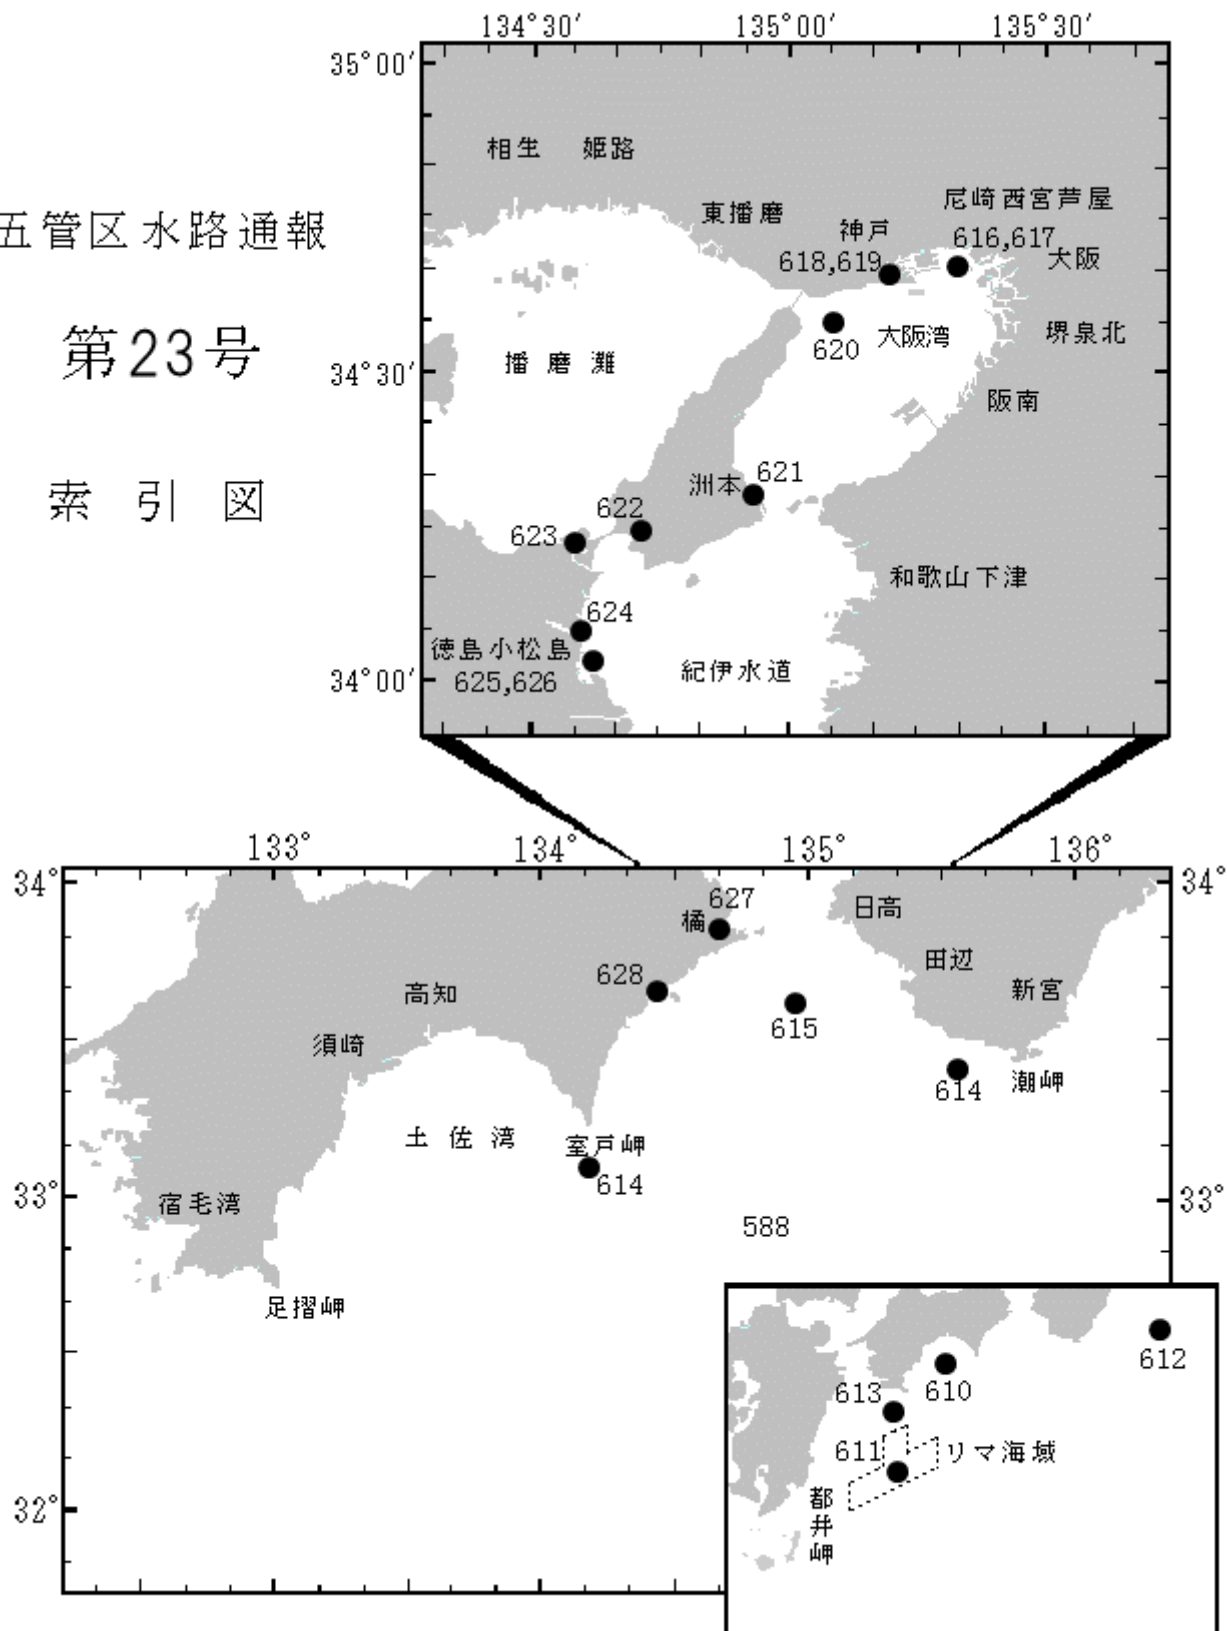 134°30′ 135°00′ 135°30′
35°00′
相生 姫路
尼崎西宮芦屋
東播磨
神戸
616,617
五管区水路通報
618,619
大阪
第23号
620
大阪湾
堺泉北
播磨灘
34°30′
阪南
索引図
洲本
621
622
623
和歌山下津
624
徳島小松島
紀伊水道
625,626
34°00′
133° 134° 135° 136°
34°
34°
627
橘
日高
628
田辺
高知
新宮
615
須崎
614
潮岬
土佐湾
室戸岬
614
33°
宿毛湾
33°
588
足摺岬
612
613
610
611
リマ海域
都井岬
32°